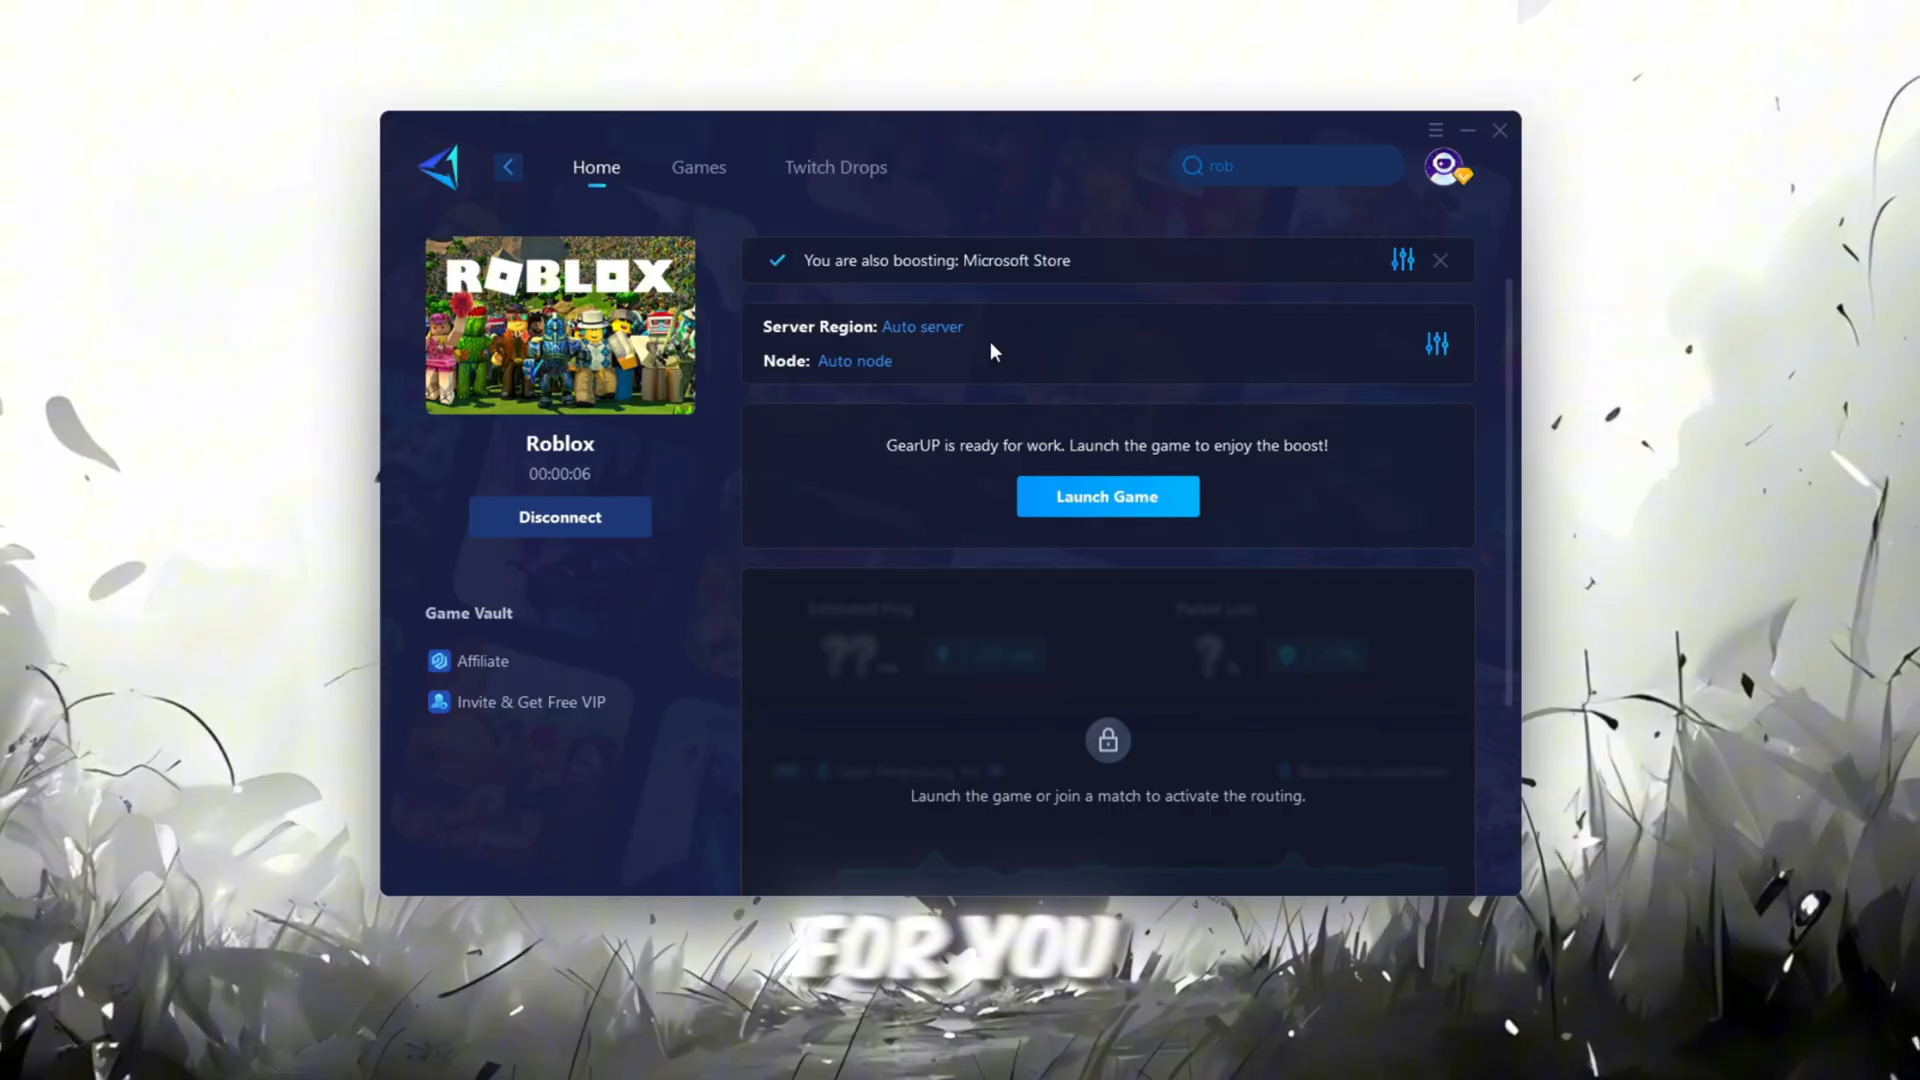 Home
Games
Twitch Drops
rob
ROBLOX
You are also boosting: Microsoft Store
Server Region: Auto server
Node: Auto node
Roblox
00:00:06
Disconnect
GearUP is ready for work. Launch the game to enjoy the boost!
Launch Game
Game Vault
Affiliate
Invite & Get Free VIP
??
?
Launch the game or join a match to activate the routing.
FOR YOU